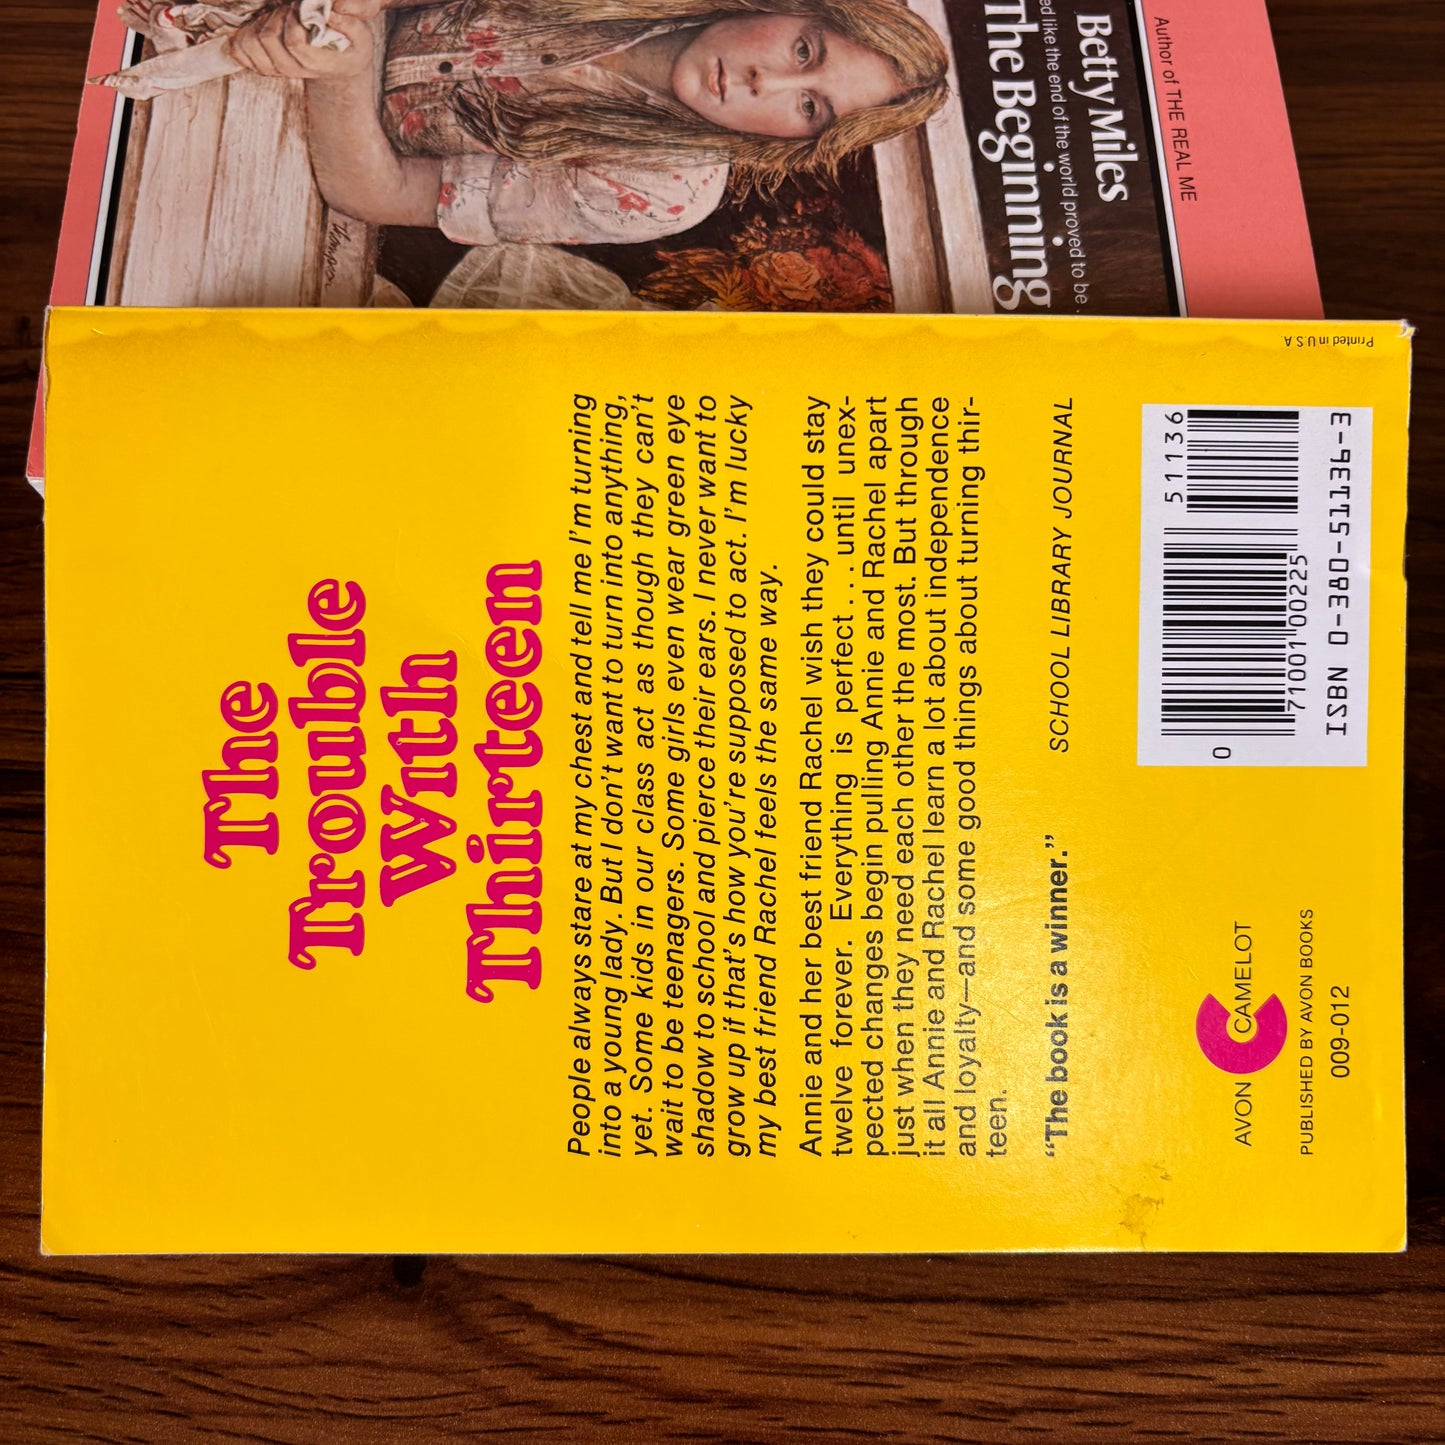 Author of THE REAL ME
Betty Miles
ed like the end of the world proved to be
The Beginning
Thompson
Printed in U S A
The
Trouble
With
Thirteen
People always stare at my chest and tell me I'm turning
into a young lady. But I don't want to turn into anything,
yet. Some kids in our class act as though they can't
wait to be teenagers. Some girls even wear green eye
shadow to school and pierce their ears. I never want to
grow up if that's how you're supposed to act. I'm lucky
my best friend Rachel feels the same way.
Annie and her best friend Rachel wish they could stay
twelve forever. Everything is perfect . . . until unex-
pected changes begin pulling Annie and Rachel apart
just when they need each other the most. But through
it all Annie and Rachel learn a lot about independence
and loyalty—and some good things about turning thir-
teen.
“The book is a winner.”
SCHOOL LIBRARY JOURNAL
AVON CAMELOT
PUBLISHED BY AVON BOOKS
009-012
51136
0 71001 00225
ISBN 0-380-51136-3